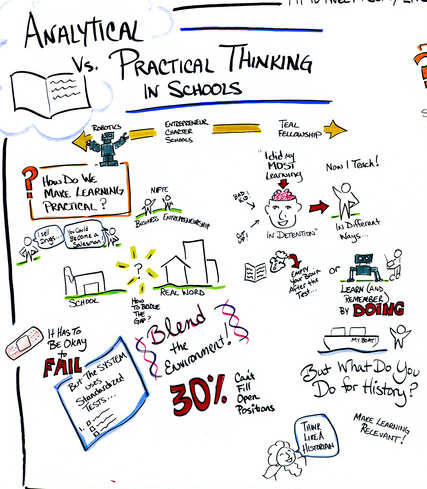 ANALYTICAL
VS. PRACTICAL THINKING
IN SCHOOLS
ROBOTICS
ENTREPRENEUR
CHARTER
SCHOOLS
TEAL
FELLOWSHIP
? HOW DO WE
MAKE LEARNING
PRACTICAL?
NIFTE
BUSINESS ENTREPRENEURSHIP
I Sell
Drugs...
You Could
Become a
Salesman!
SCHOOL
?
REAL WORD
HOW TO
THE
GAP?
"I did my
MOST
Learning
BAD
KID!
IN DETENTION"
Now I Teach!
IN DIFFERENT
WAYS...
EMPTY
YOUR BRAIN
AFTER THE
TEST...
OR
LEARN (AND
REMEMBER)
BY DOING
MY BOAT!
IT HAS TO
BE OKAY
to
FAIL
BUT THE SYSTEM
USES
Standardized
TESTS...
1.
Blend
the
Environment!
30% Can't
Fill
Open
Positions
But What Do You
Do for History?
MAKE LEARNING
RELEVANT!
THINK
LIKE A
HISTORIAN